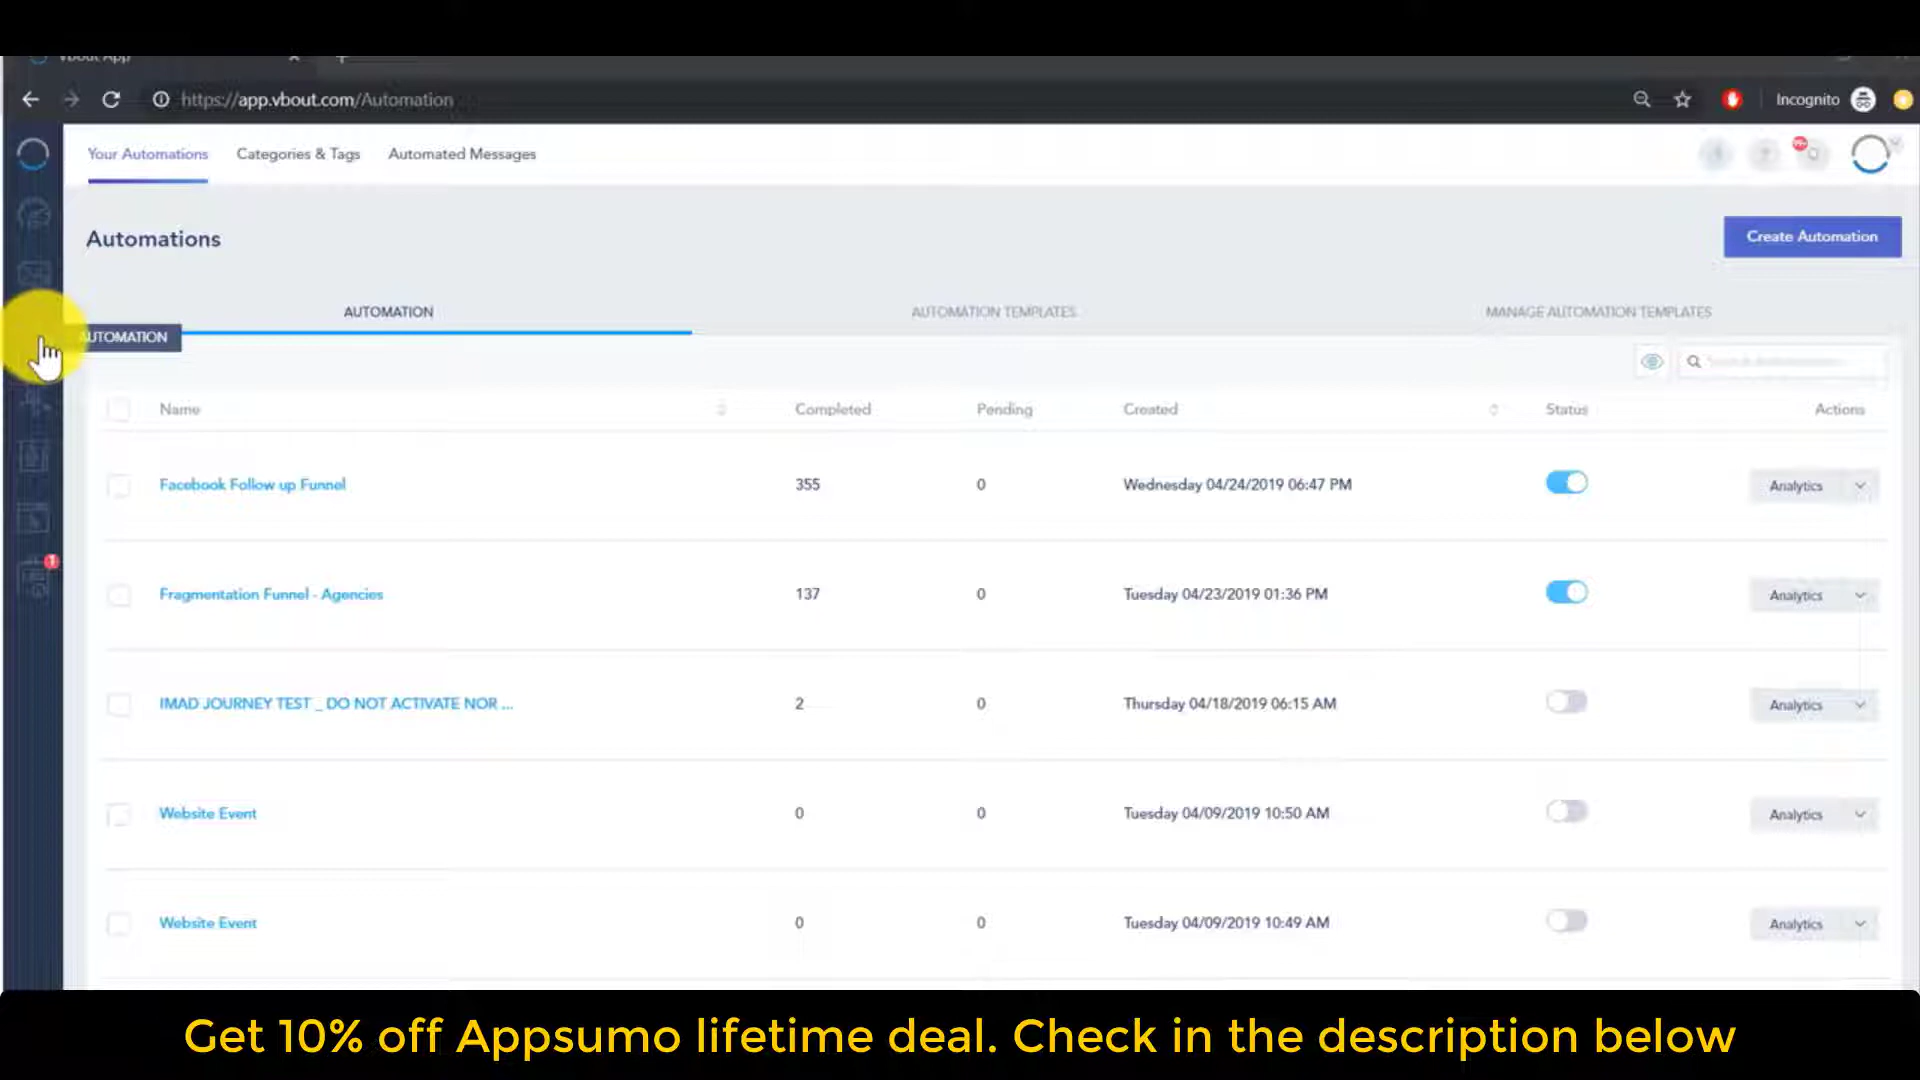 Vbout App
https://app.vbout.com/Automation
Incognito
Your Automations
Categories & Tags
Automated Messages
Automations
Create Automation
AUTOMATION
AUTOMATION TEMPLATES
MANAGE AUTOMATION TEMPLATES
AUTOMATION
Name
Completed
Pending
Created
Status
Actions
Facebook Follow up Funnel
355
0
Wednesday 04/24/2019 06:47 PM
Analytics
Fragmentation Funnel - Agencies
137
0
Tuesday 04/23/2019 01:36 PM
Analytics
IMAD JOURNEY TEST _ DO NOT ACTIVATE NOR ...
2
0
Thursday 04/18/2019 06:15 AM
Analytics
Website Event
0
0
Tuesday 04/09/2019 10:50 AM
Analytics
Website Event
0
0
Tuesday 04/09/2019 10:49 AM
Analytics
1
Get 10% off Appsumo lifetime deal. Check in the description below